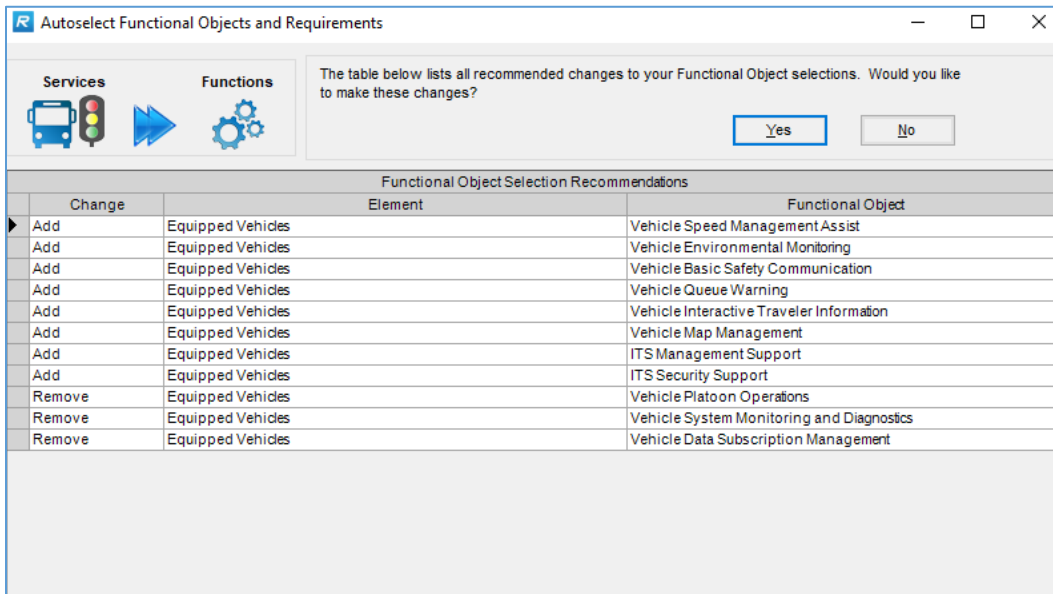 R Autoselect Functional Objects and Requirements
Services Functions
The table below lists all recommended changes to your Functional Object selections. Would you like
to make these changes?
Yes No
Functional Object Selection Recommendations
Change Element Functional Object
Add Equipped Vehicles Vehicle Speed Management Assist
Add Equipped Vehicles Vehicle Environmental Monitoring
Add Equipped Vehicles Vehicle Basic Safety Communication
Add Equipped Vehicles Vehicle Queue Warning
Add Equipped Vehicles Vehicle Interactive Traveler Information
Add Equipped Vehicles Vehicle Map Management
Add Equipped Vehicles ITS Management Support
Add Equipped Vehicles ITS Security Support
Remove Equipped Vehicles Vehicle Platoon Operations
Remove Equipped Vehicles Vehicle System Monitoring and Diagnostics
Remove Equipped Vehicles Vehicle Data Subscription Management